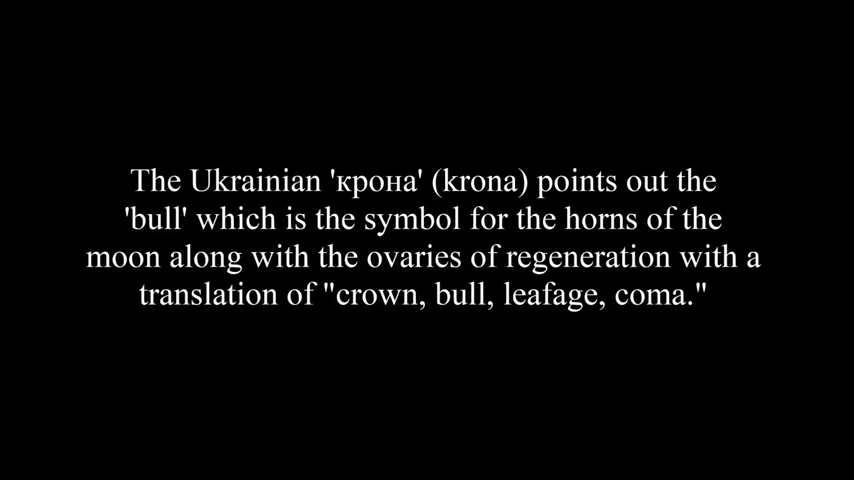 The Ukrainian 'крона' (krona) points out the
'bull' which is the symbol for the horns of the
moon along with the ovaries of regeneration with a
translation of "crown, bull, leafage, coma."